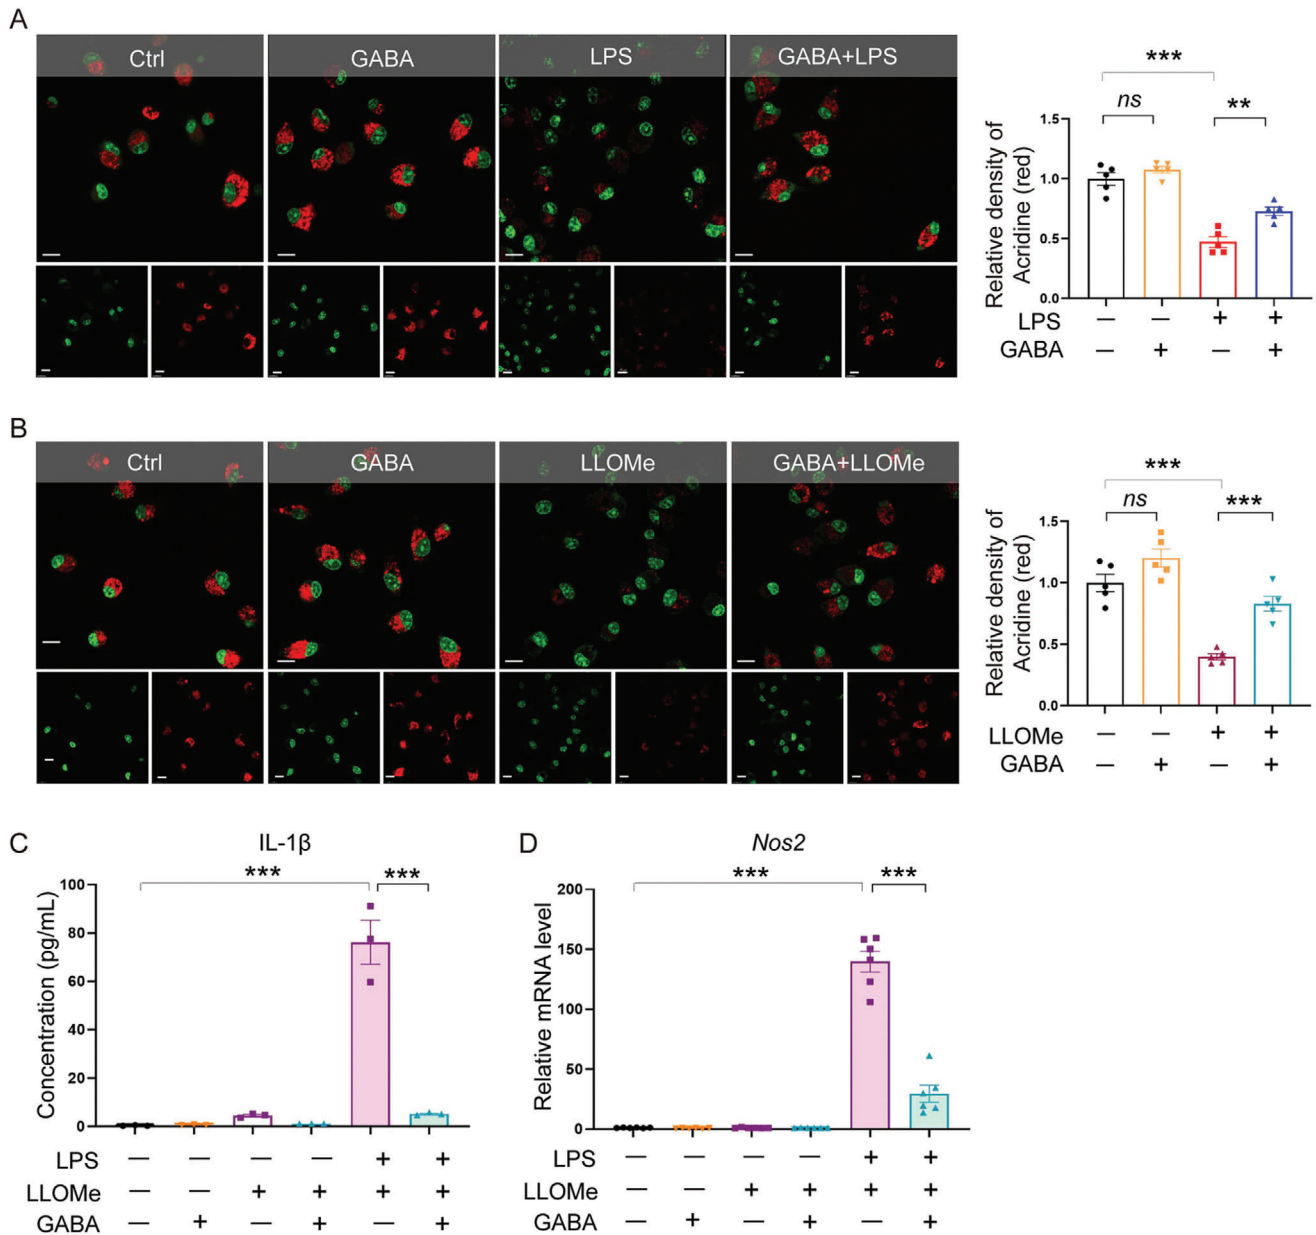 A
Ctrl
GABA
LPS
GABA+LPS
***
ns
**
Relative density of
Acridine (red)
1.5
1.0
0.5
0.0
LPS — — + +
GABA — + — +
B
Ctrl
GABA
LLOMe
GABA+LLOMe
***
ns
***
Relative density of
Acridine (red)
1.5
1.0
0.5
0.0
LLOMe — — + +
GABA — + — +
C
IL-1β
***
***
Concentration (pg/mL)
100
80
60
40
20
0
LPS — — — — + +
LLOMe — — + + + +
GABA — + — + — +
D
Nos2
***
***
Relative mRNA level
200
150
100
50
0
LPS — — — — + +
LLOMe — — + + + +
GABA — + — + — +